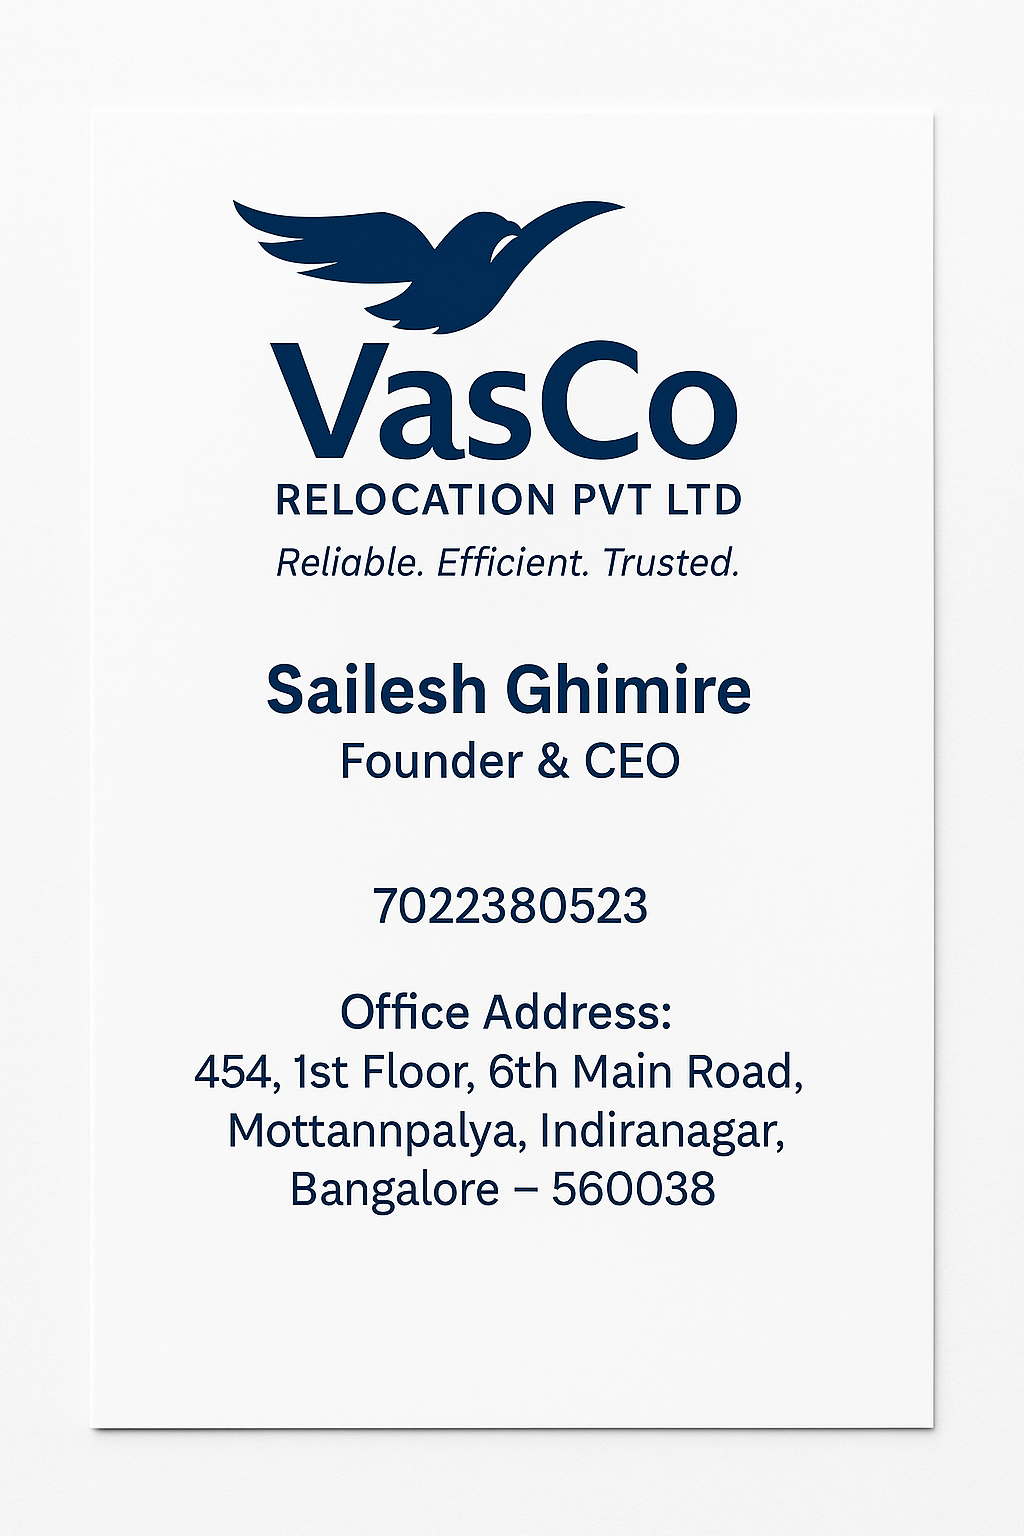 VasCo
RELOCATION PVT LTD
Reliable. Efficient. Trusted.
Sailesh Ghimire
Founder & CEO
7022380523
Office Address:
454, 1st Floor, 6th Main Road,
Mottannpalya, Indiranagar,
Bangalore – 560038